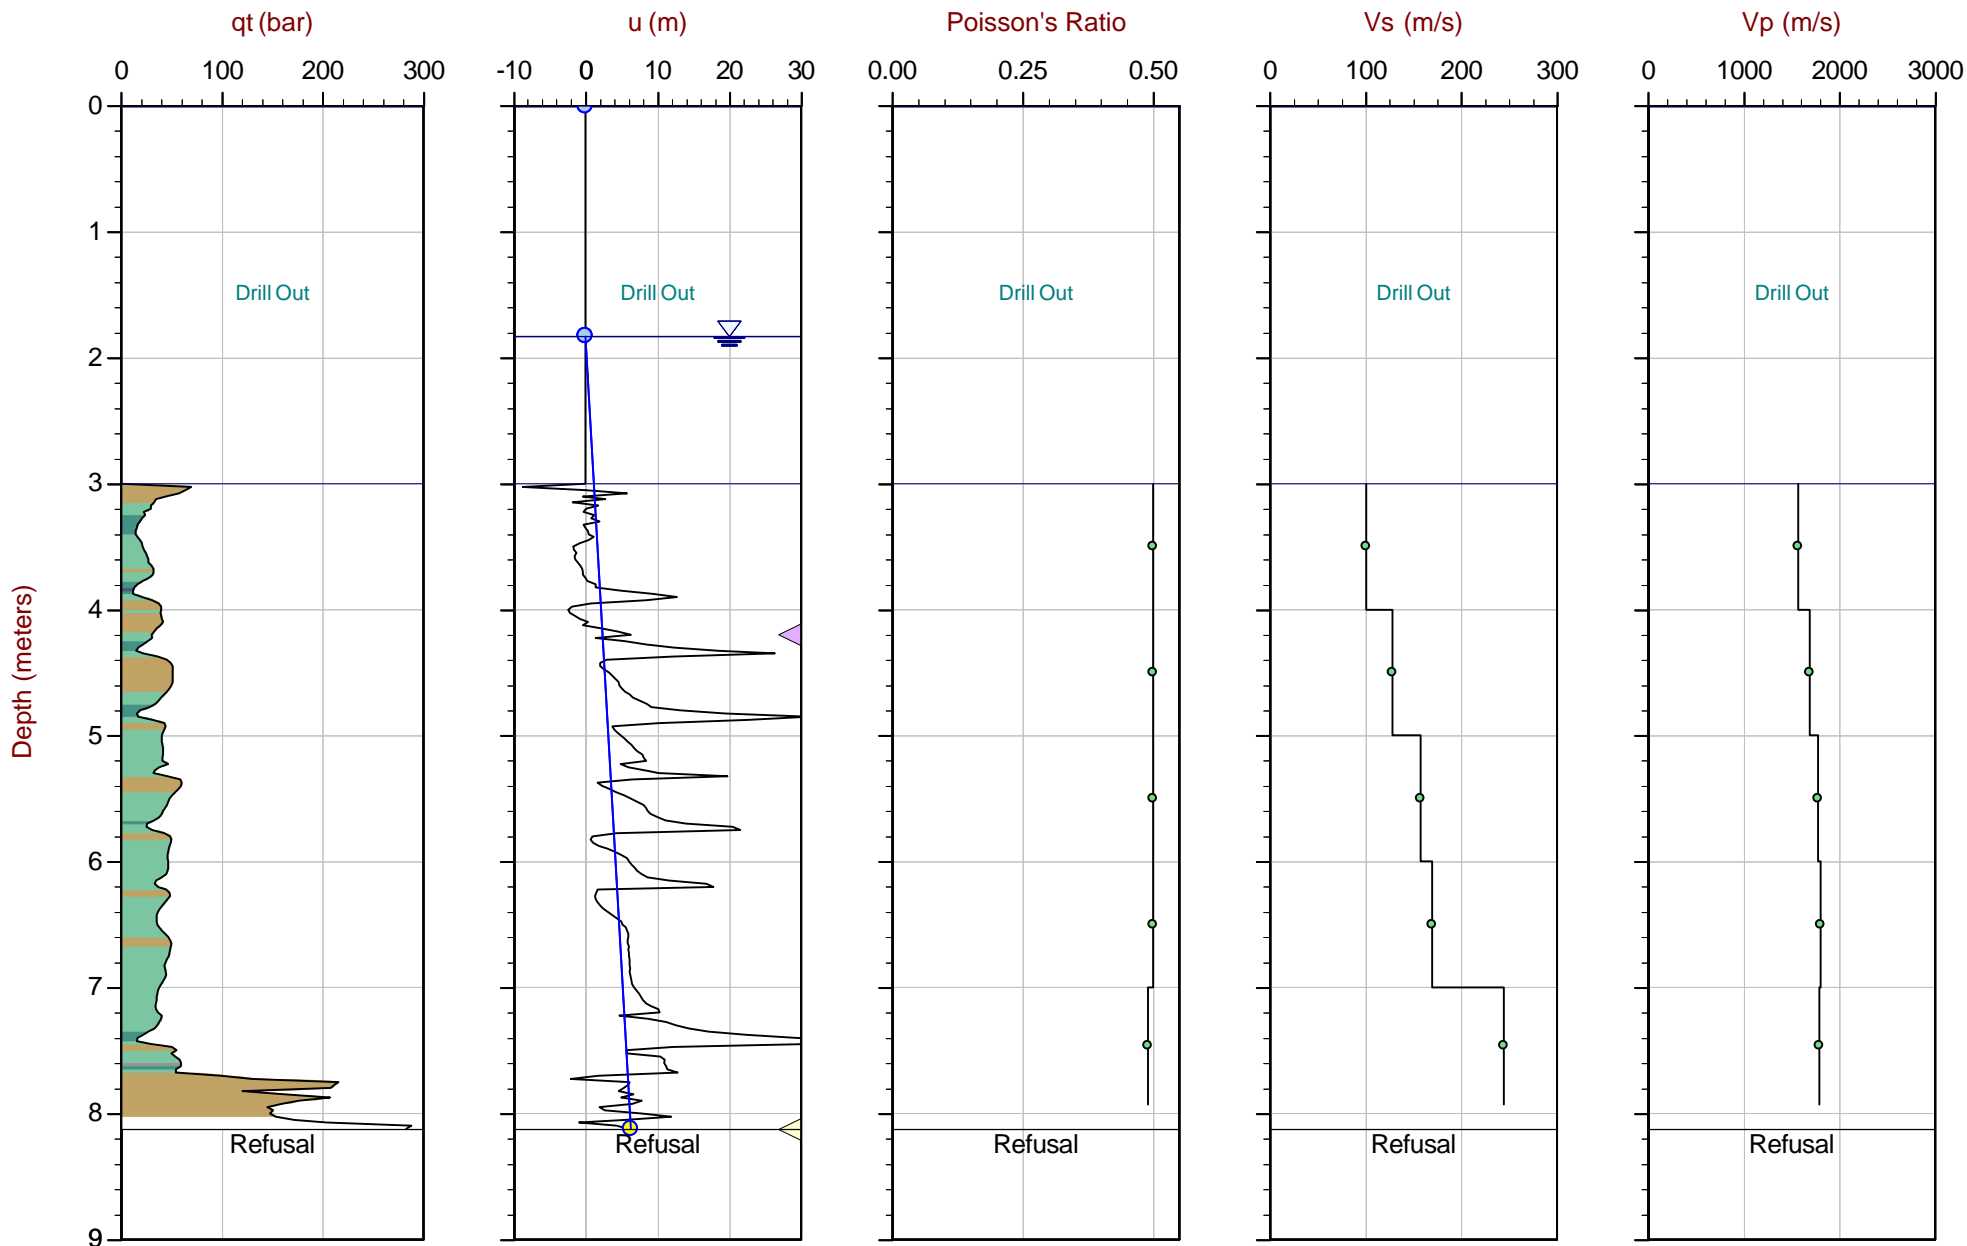 qt (bar) u (m) Poisson's Ratio Vs (m/s) Vp (m/s)
0 100 200 300 -10 0 10 20 30 0.00 0.25 0.50 0 100 200 300 0 1000 2000 3000
0
1
Drill Out Drill Out Drill Out Drill Out Drill Out
2
3
Depth (meters)
4
5
6
7
8
Refusal Refusal Refusal Refusal Refusal
9